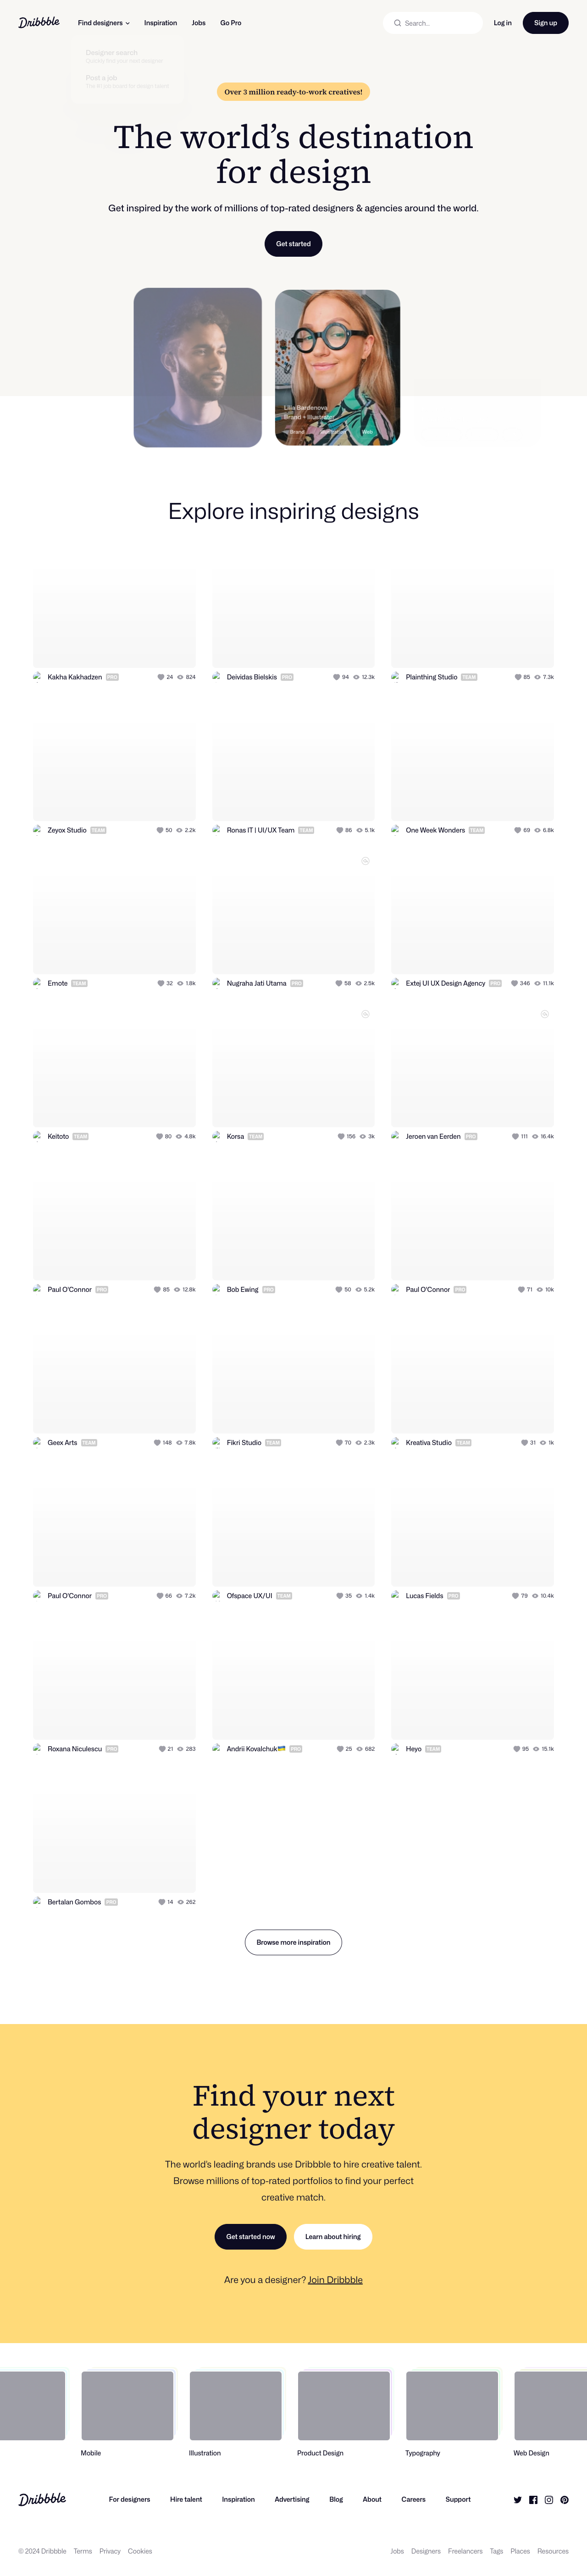 Dribbble
Find designers
Inspiration
Jobs
Go Pro
Search...
Log in
Sign up
Designer search
Quickly find your next designer
Post a job
The #1 job board for design talent
Over 3 million ready-to-work creatives!
The world's destination
for design
Get inspired by the work of millions of top-rated designers & agencies around the world.
Get started
Lilla Bardenova
Brand + Illustrator
Brand
Web
Explore inspiring designs
Kakha Kakhadzen PRO 24 824
Deividas Bielskis PRO 94 12.3k
Plainthing Studio TEAM 85 7.3k
Zeyox Studio TEAM 50 2.2k
Ronas IT | UI/UX Team TEAM 86 5.1k
One Week Wonders TEAM 69 6.8k
Emote TEAM 32 1.8k
Nugraha Jati Utama PRO 58 2.5k
Extej UI UX Design Agency PRO 346 11.1k
Keitoto TEAM 80 4.8k
Korsa TEAM 156 3k
Jeroen van Eerden PRO 111 16.4k
Paul O'Connor PRO 85 12.8k
Bob Ewing PRO 50 5.2k
Paul O'Connor PRO 71 10k
Geex Arts TEAM 148 7.8k
Fikri Studio TEAM 70 2.3k
Kreativa Studio TEAM 31 1k
Paul O'Connor PRO 66 7.2k
Ofspace UX/UI TEAM 35 1.4k
Lucas Fields PRO 79 10.4k
Roxana Niculescu PRO 21 283
Andrii Kovalchuk🇺🇦 PRO 25 682
Heyo TEAM 95 15.1k
Bertalan Gombos PRO 14 262
Browse more inspiration
Find your next
designer today
The world's leading brands use Dribbble to hire creative talent.
Browse millions of top-rated portfolios to find your perfect
creative match.
Get started now
Learn about hiring
Are you a designer? Join Dribbble
Mobile
Illustration
Product Design
Typography
Web Design
Dribbble
For designers
Hire talent
Inspiration
Advertising
Blog
About
Careers
Support
© 2024 Dribbble
Terms
Privacy
Cookies
Jobs
Designers
Freelancers
Tags
Places
Resources